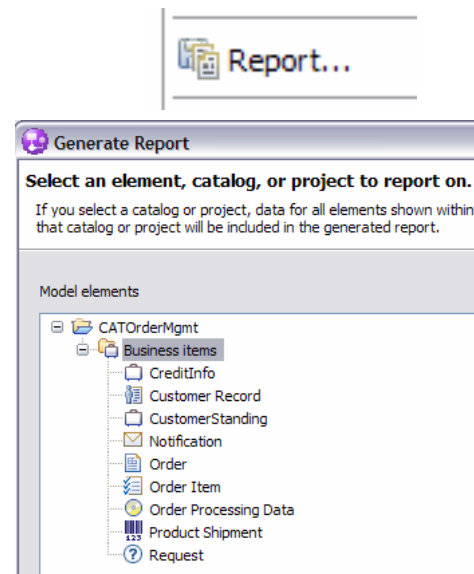 Report...
Generate Report
Select an element, catalog, or project to report on.
If you select a catalog or project, data for all elements shown within
that catalog or project will be included in the generated report.
Model elements
CATOrderMgmt
Business items
CreditInfo
Customer Record
CustomerStanding
Notification
Order
Order Item
Order Processing Data
123 Product Shipment
Request